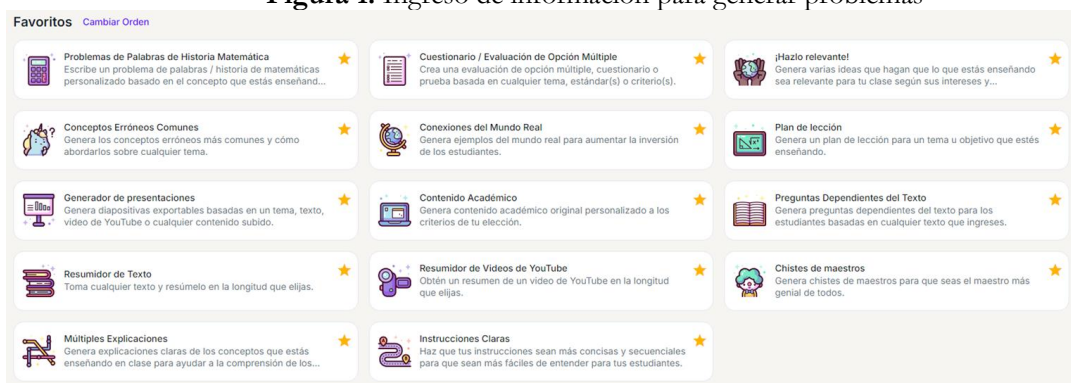 Figura 1. Ingreso de información para generar problemas
Favoritos Cambiar Orden
Problemas de Palabras de Historia Matemática
Escribe un problema de palabras / historia de matemáticas
personalizado basado en el concepto que estás enseñand...
Cuestionario / Evaluación de Opción Múltiple
Crea una evaluación de opción múltiple, cuestionario o
prueba basada en cualquier tema, estándar(s) o criterio(s).
¡Hazlo relevante!
Genera varias ideas que hagan que lo que estás enseñando
sea relevante para tu clase según sus intereses y...
Conceptos Erróneos Comunes
Genera los conceptos erróneos más comunes y cómo
abordarlos sobre cualquier tema.
Conexiones del Mundo Real
Genera ejemplos del mundo real para aumentar la inversión
de los estudiantes.
Plan de lección
Genera un plan de lección para un tema u objetivo que estés
enseñando.
Generador de presentaciones
Genera diapositivas exportables basadas en un tema, texto,
video de YouTube o cualquier contenido subido.
Contenido Académico
Genera contenido académico original personalizado a los
criterios de tu elección.
Preguntas Dependientes del Texto
Genera preguntas dependientes del texto para los
estudiantes basadas en cualquier texto que ingreses.
Resumidor de Texto
Toma cualquier texto y resúmelo en la longitud que elijas.
Resumidor de Videos de YouTube
Obtén un resumen de un video de YouTube en la longitud
que elijas.
Chistes de maestros
Genera chistes de maestros para que seas el maestro más
genial de todos.
Múltiples Explicaciones
Genera explicaciones claras de los conceptos que estás
enseñando en clase para ayudar a la comprensión de los...
Instrucciones Claras
Haz que tus instrucciones sean más concisas y secuenciales
para que sean más fáciles de entender para tus estudiantes.